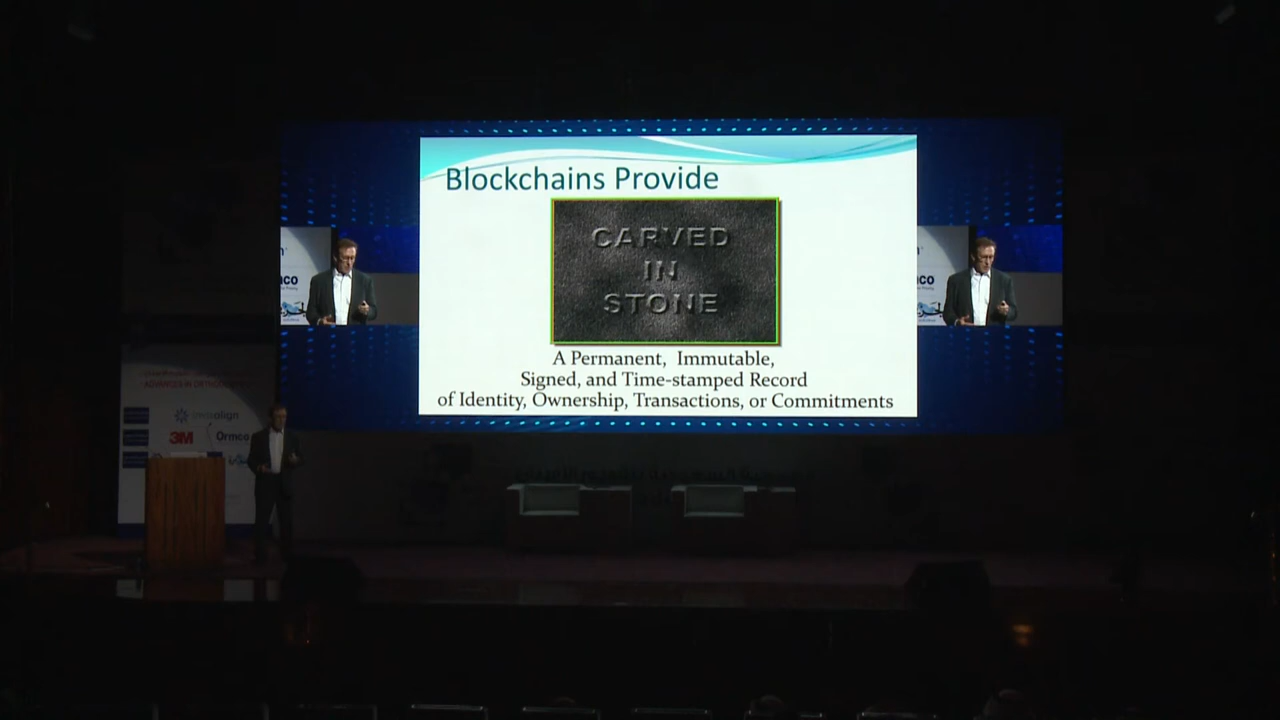 Blockchains Provide
CARVED
IN
STONE
A Permanent, Immutable,
Signed, and Time-stamped Record
of Identity, Ownership, Transactions, or Commitments
invisalign
3M
Ormco